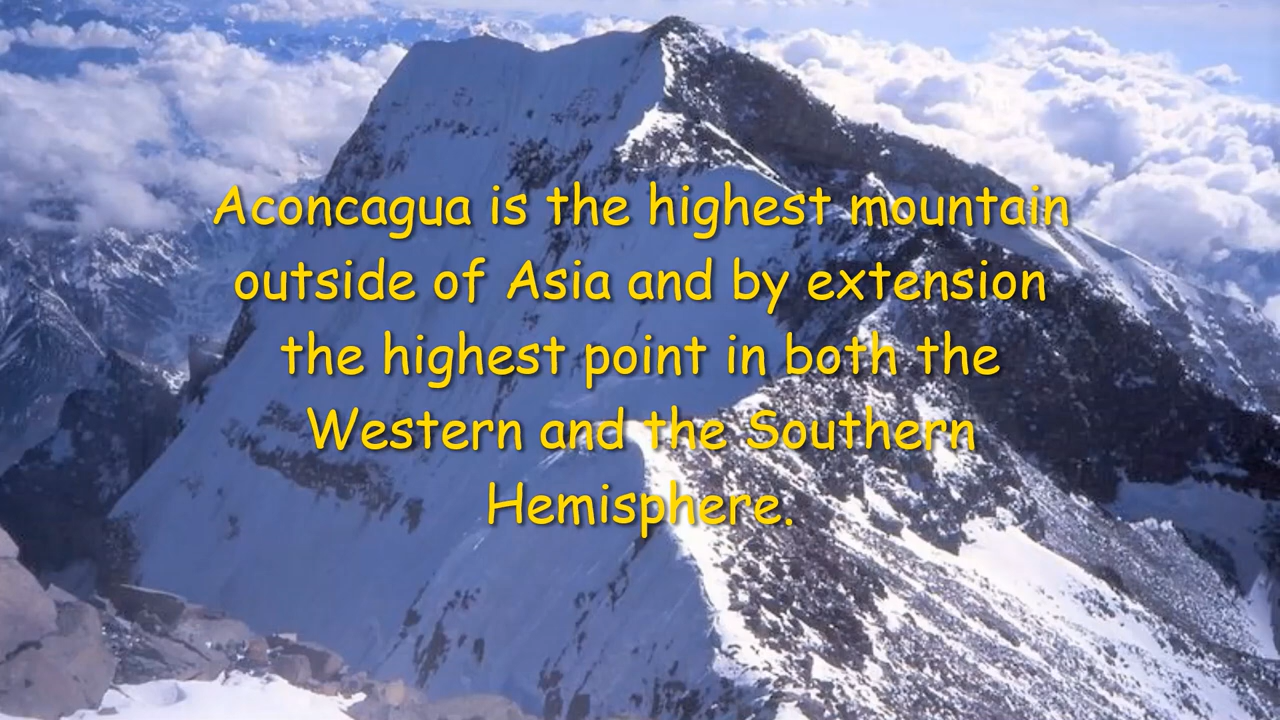 Aconcagua is the highest mountain
outside of Asia and by extension
the highest point in both the
Western and the Southern
Hemisphere.